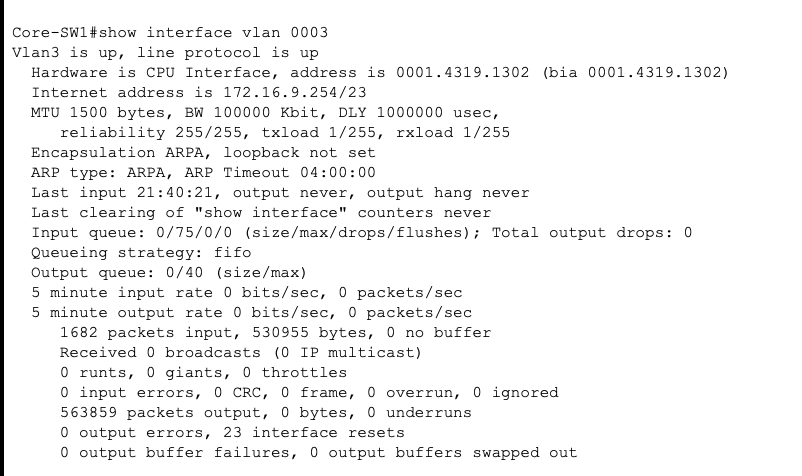 Core-SW1#show interface vlan 0003
Vlan3 is up, line protocol is up
Hardware is CPU Interface, address is 0001.4319.1302 (bia 0001.4319.1302)
Internet address is 172.16.9.254/23
MTU 1500 bytes, BW 100000 Kbit, DLY 1000000 usec,
reliability 255/255, txload 1/255, rxload 1/255
Encapsulation ARPA, loopback not set
ARP type: ARPA, ARP Timeout 04:00:00
Last input 21:40:21, output never, output hang never
Last clearing of "show interface" counters never
Input queue: 0/75/0/0 (size/max/drops/flushes); Total output drops: 0
Queueing strategy: fifo
Output queue: 0/40 (size/max)
5 minute input rate 0 bits/sec, 0 packets/sec
5 minute output rate 0 bits/sec, 0 packets/sec
1682 packets input, 530955 bytes, 0 no buffer
Received 0 broadcasts (0 IP multicast)
0 runts, 0 giants, 0 throttles
0 input errors, 0 CRC, 0 frame, 0 overrun, 0 ignored
563859 packets output, 0 bytes, 0 underruns
0 output errors, 23 interface resets
0 output buffer failures, 0 output buffers swapped out